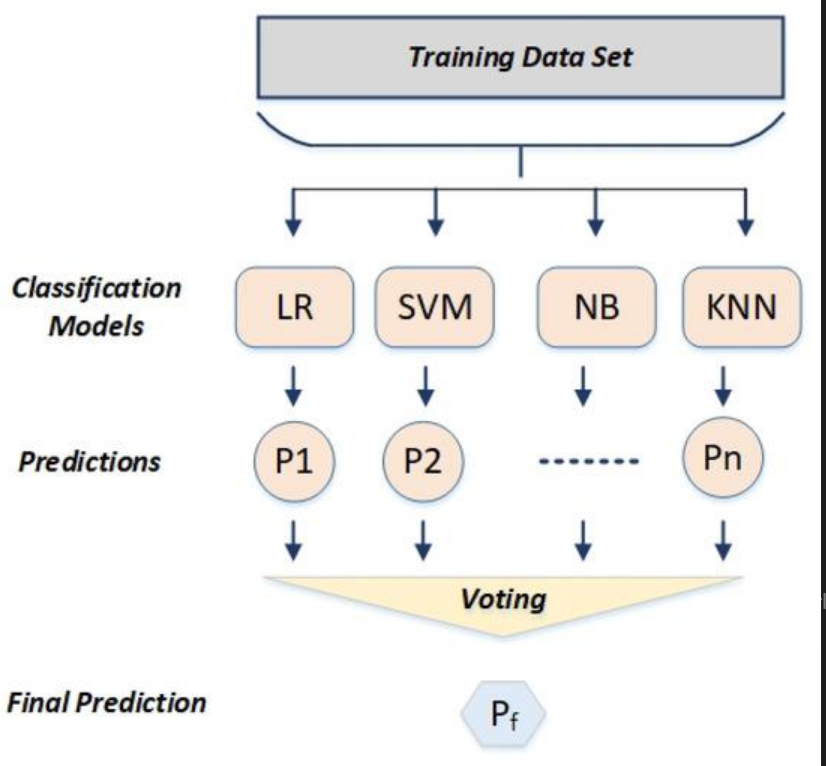 Training Data Set
Classification
Models
LR SVM NB KNN
Predictions
P1 P2 ------- Pn
Voting
Final Prediction
Pf